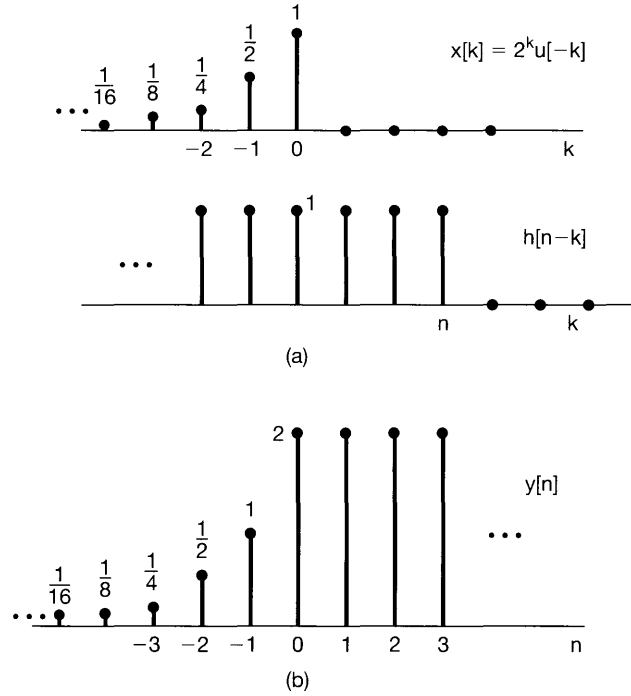 1
1/16 1/8 1/4 1/2 x[k] = 2^k u[−k]
...
−2 −1 0 k
1 h[n−k]
...
n k
(a)
2 y[n]
1
1/16 1/8 1/4 1/2
... ...
−3 −2 −1 0 1 2 3 n
(b)